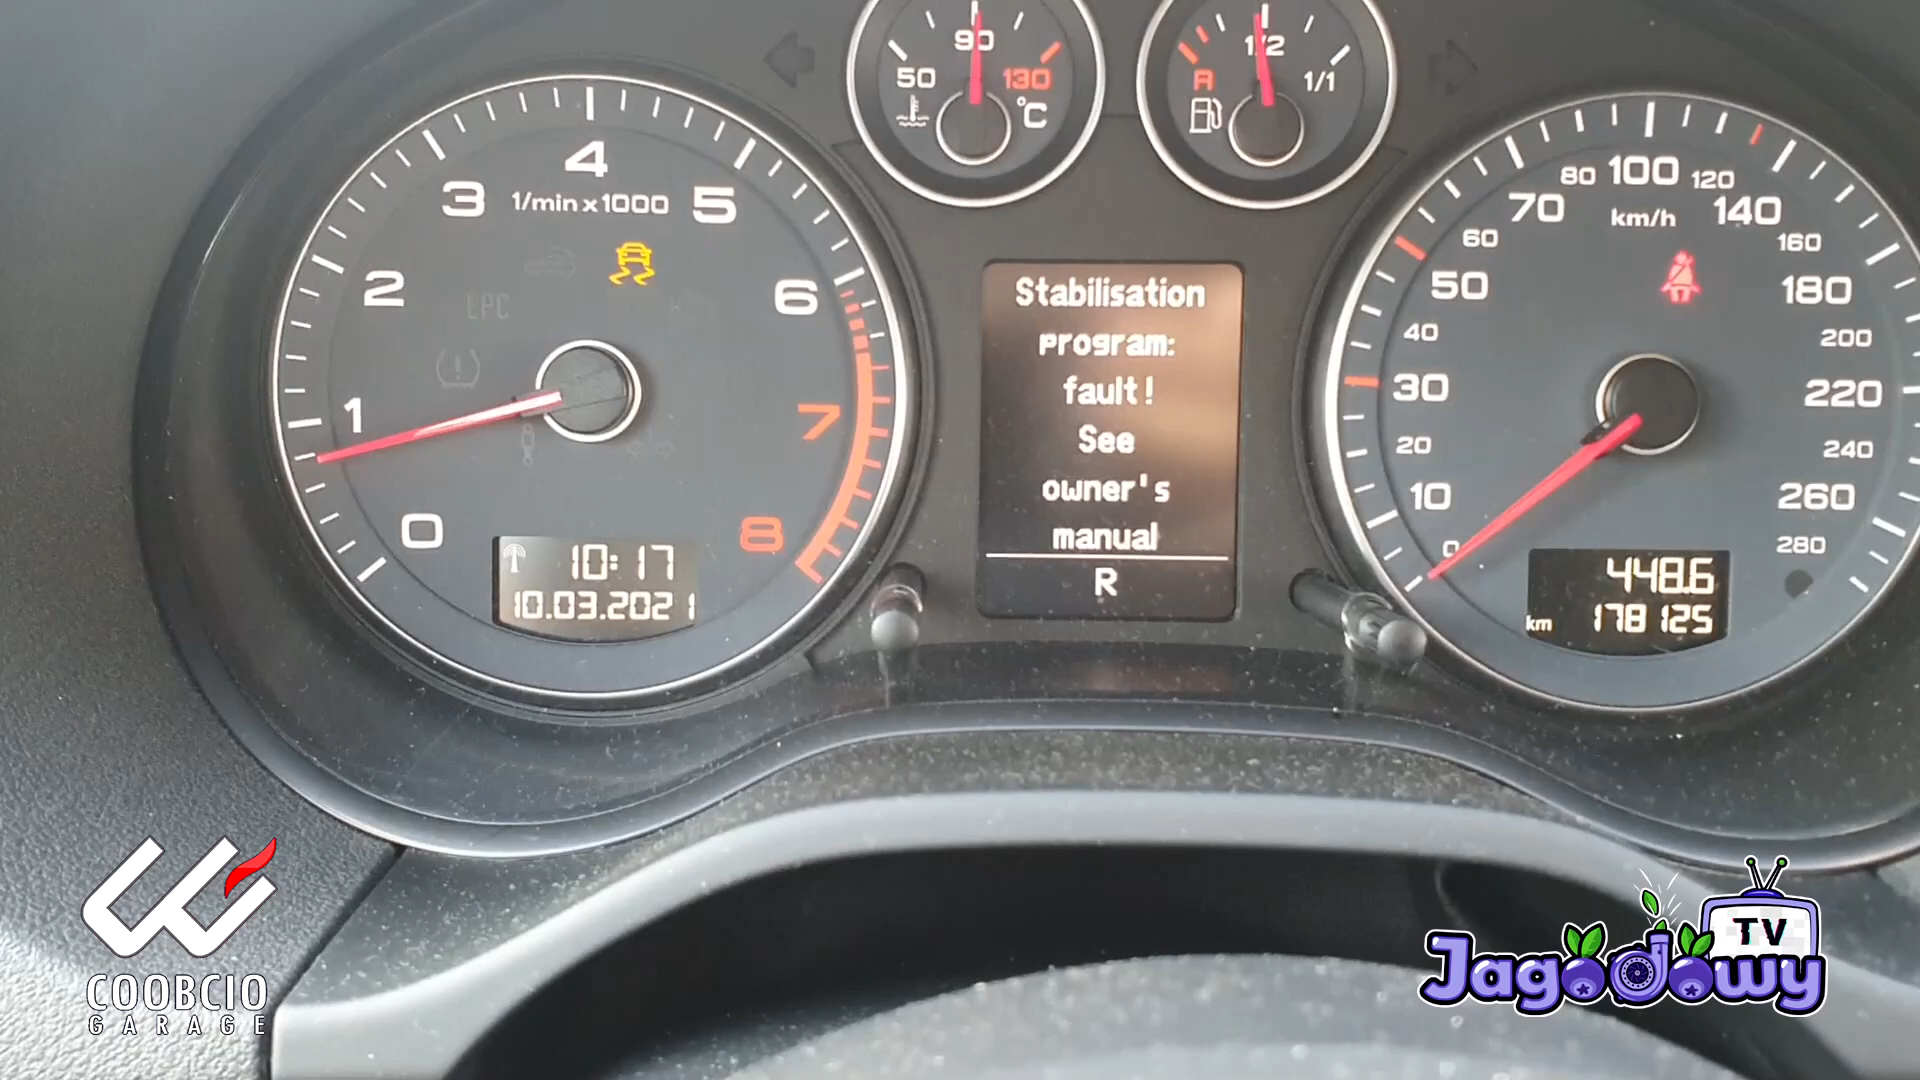 50
90
130
°C
R
1/2
1/1
0
1
2
3
4
5
6
7
8
1/min x 1000
EPC
10:17
10.03.2021
Stabilisation
program:
fault!
See
owner's
manual
R
0
10
20
30
40
50
60
70
80
100
120
140
160
180
200
220
240
260
280
km/h
448.6
km 178125
COOBCIO
GARAGE
Jagodowy
TV